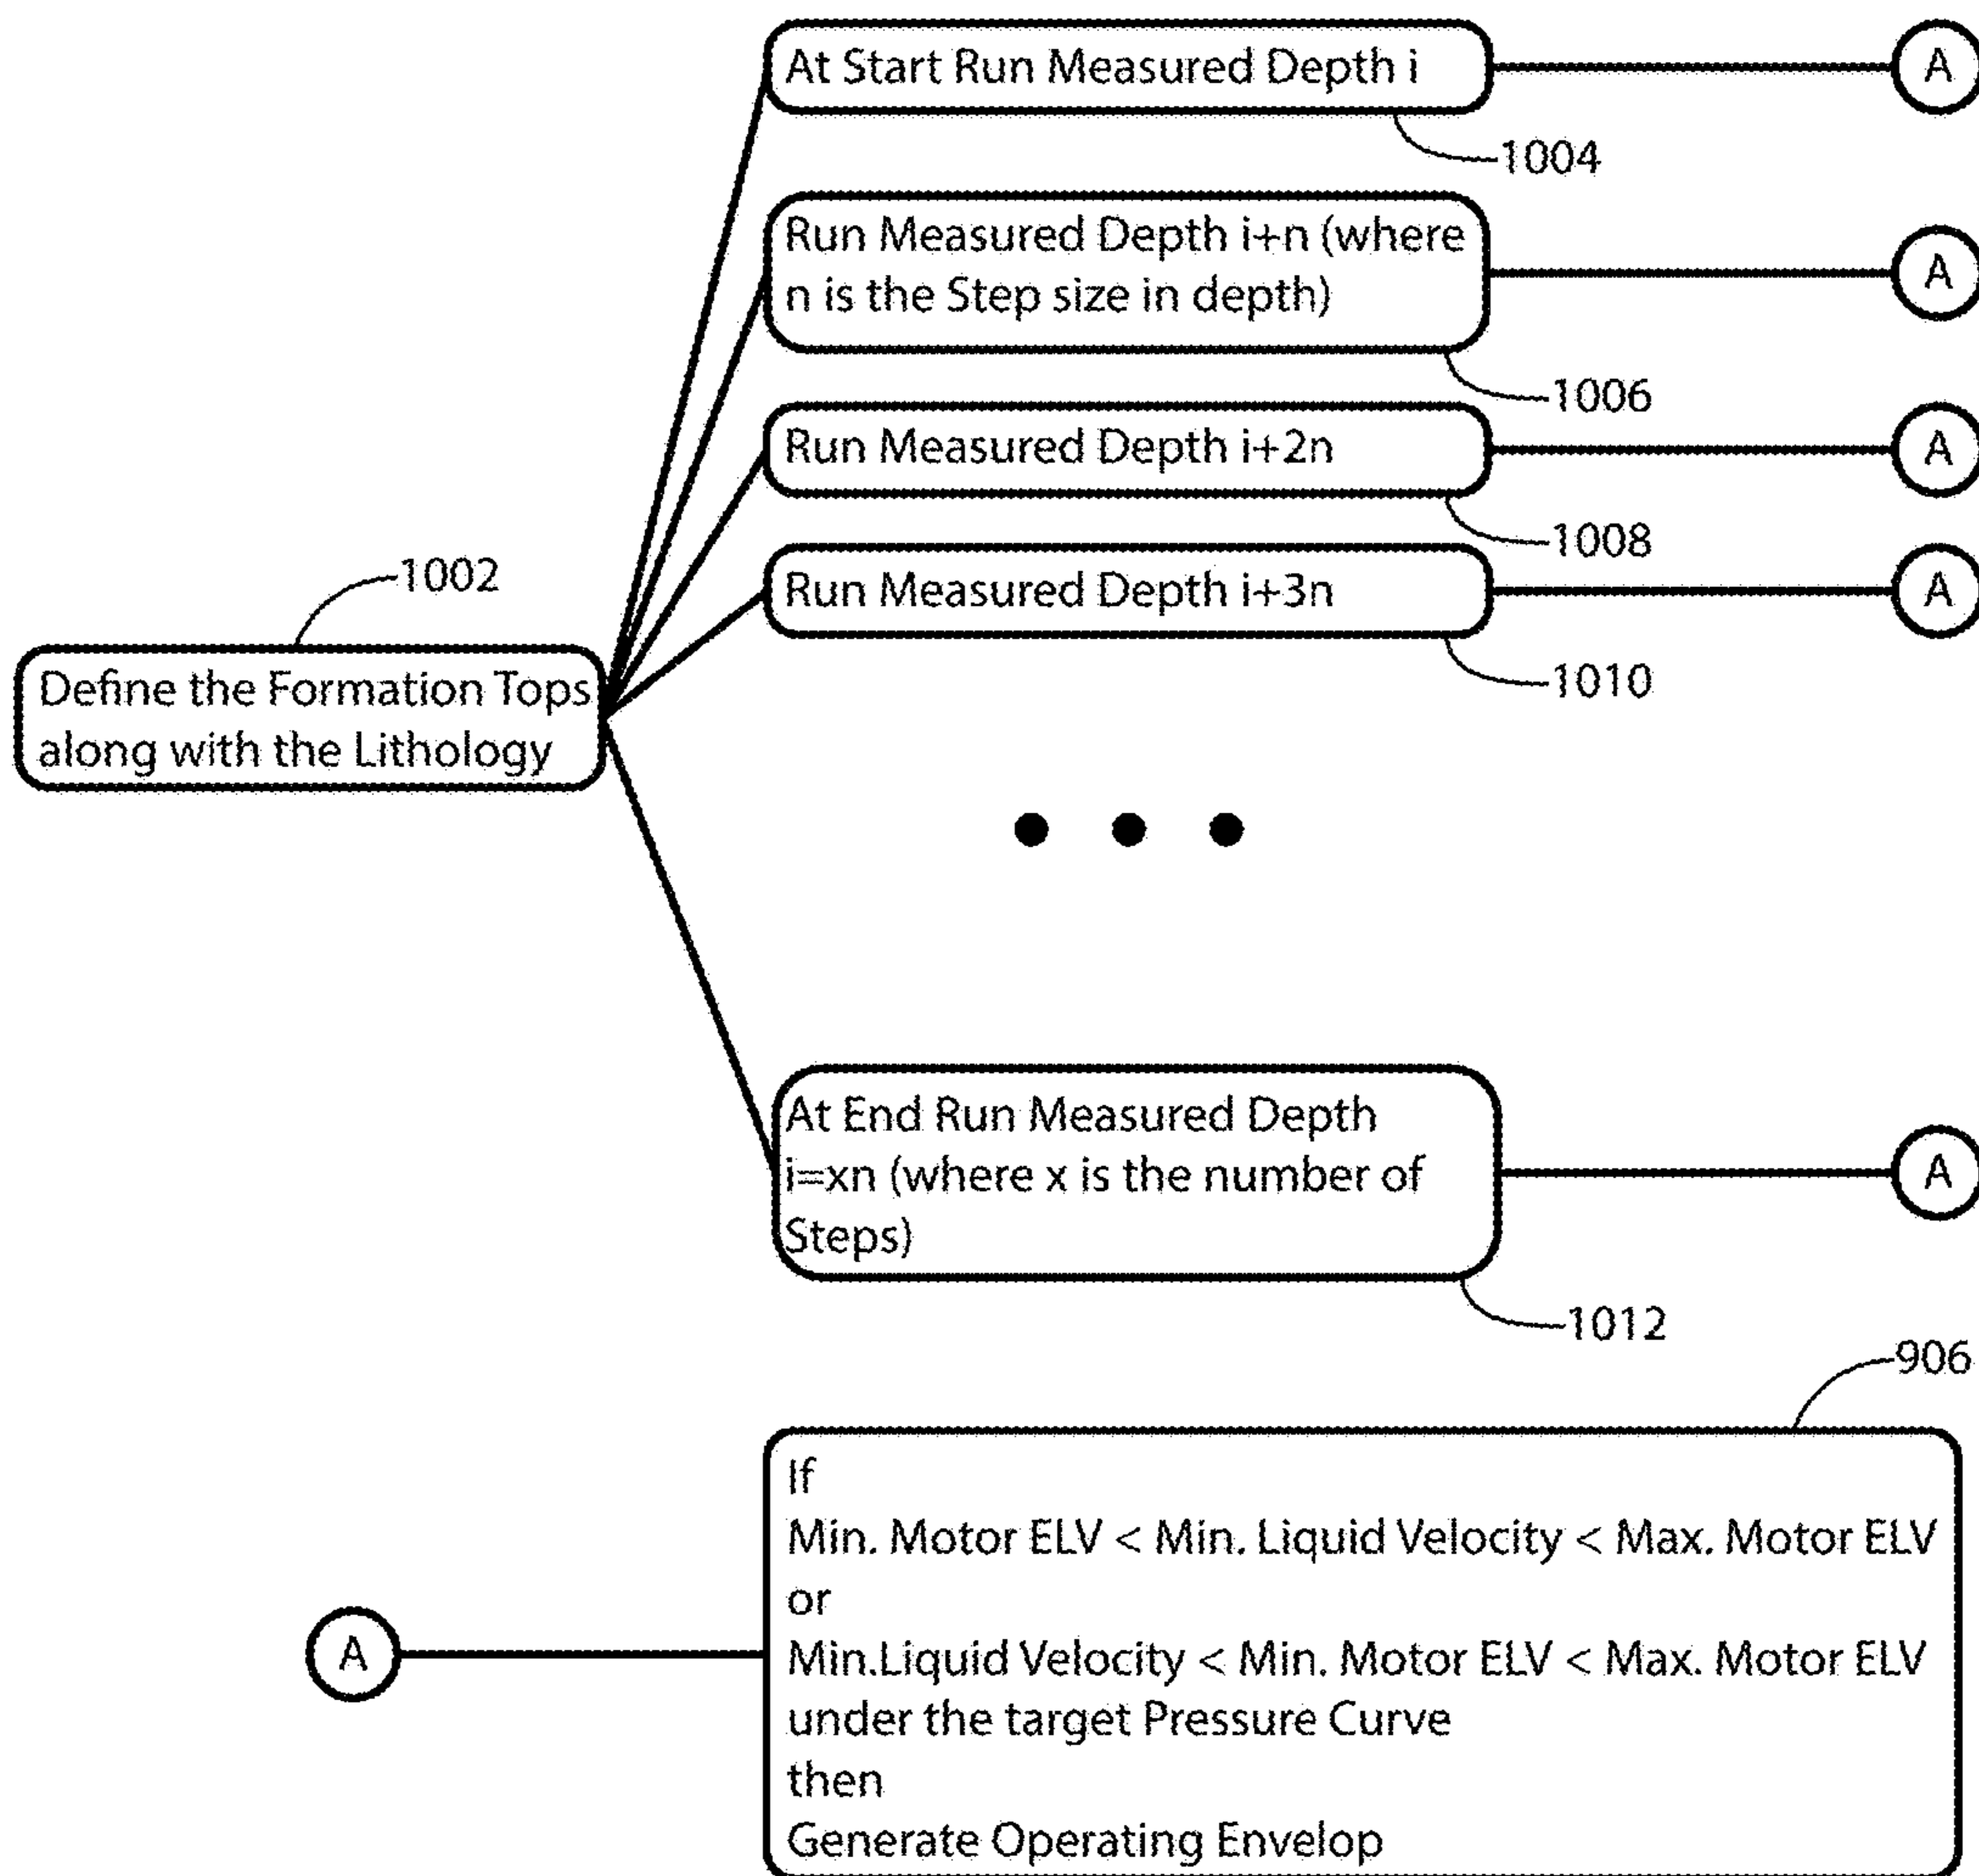 At Start Run Measured Depth i
A
1004
Run Measured Depth i+n (where
n is the Step size in depth)
A
1006
Run Measured Depth i+2n
A
1008
Run Measured Depth i+3n
A
1010
1002
Define the Formation Tops
along with the Lithology
At End Run Measured Depth
i=xn (where x is the number of
Steps)
A
1012
906
A
If
Min. Motor ELV < Min. Liquid Velocity < Max. Motor ELV
or
Min.Liquid Velocity < Min. Motor ELV < Max. Motor ELV
under the target Pressure Curve
then
Generate Operating Envelop